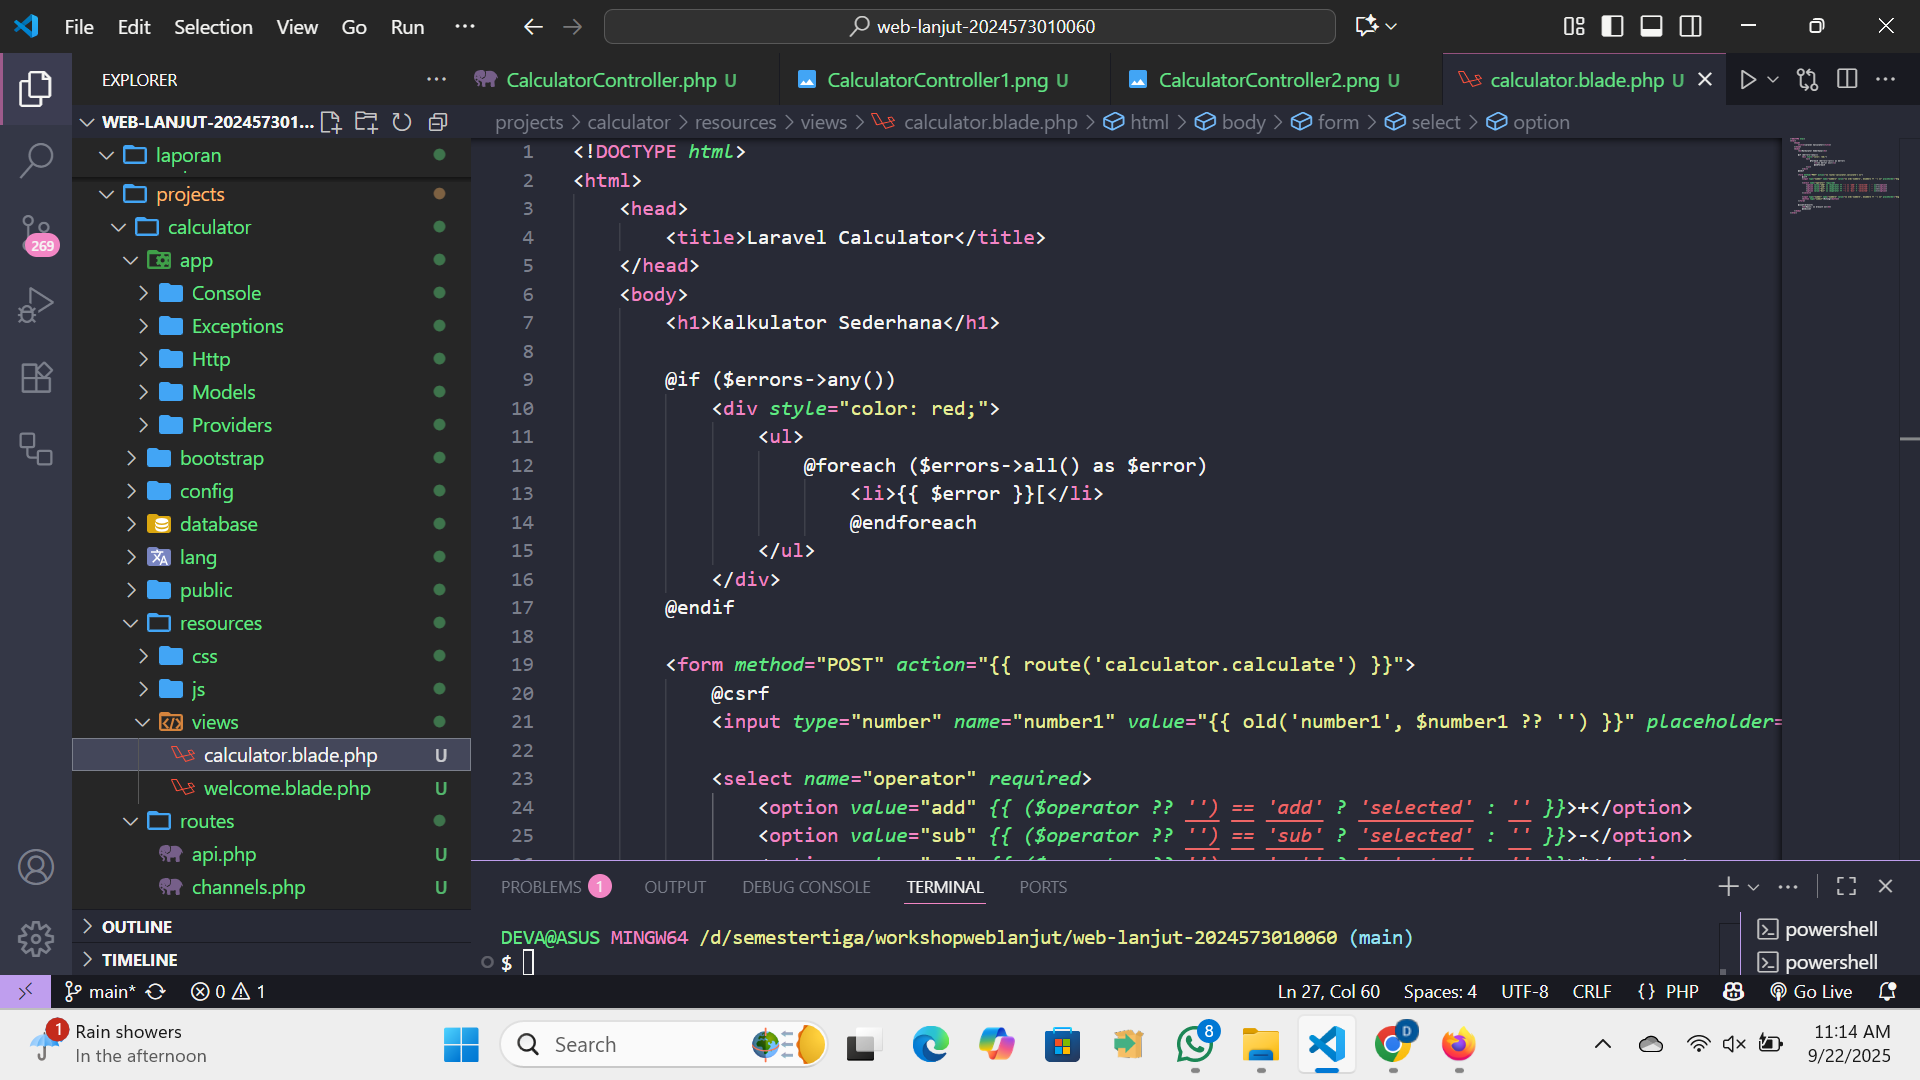 File Edit Selection View Go Run ···
web-lanjut-2024573010060
EXPLORER
CalculatorController.php U
CalculatorController1.png U
CalculatorController2.png U
calculator.blade.php U
WEB-LANJUT-202457301...
projects > calculator > resources > views > calculator.blade.php > html > body > form > select > option
laporan
projects
calculator
app
Console
Exceptions
Http
Models
Providers
bootstrap
config
database
lang
public
resources
css
js
views
calculator.blade.php U
welcome.blade.php U
routes
api.php U
channels.php U
OUTLINE
TIMELINE
269
1 <!DOCTYPE html>
2 <html>
3 <head>
4 <title>Laravel Calculator</title>
5 </head>
6 <body>
7 <h1>Kalkulator Sederhana</h1>
8
9 @if ($errors->any())
10 <div style="color: red;">
11 <ul>
12 @foreach ($errors->all() as $error)
13 <li>{{ $error }}[</li>
14 @endforeach
15 </ul>
16 </div>
17 @endif
18
19 <form method="POST" action="{{ route('calculator.calculate') }}">
20 @csrf
21 <input type="number" name="number1" value="{{ old('number1', $number1 ?? '') }}" placeholder=
22
23 <select name="operator" required>
24 <option value="add" {{ ($operator ?? '') == 'add' ? 'selected' : '' }}>+</option>
25 <option value="sub" {{ ($operator ?? '') == 'sub' ? 'selected' : '' }}>-</option>
PROBLEMS 1 OUTPUT DEBUG CONSOLE TERMINAL PORTS
DEVA@ASUS MINGW64 /d/semestertiga/workshopweblanjut/web-lanjut-2024573010060 (main)
$
powershell
powershell
main* 0 1
Ln 27, Col 60 Spaces: 4 UTF-8 CRLF {} PHP Go Live
1
Rain showers
In the afternoon
Search
8
D
11:14 AM
9/22/2025